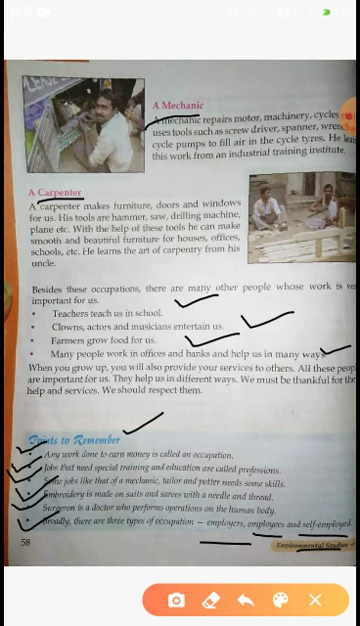 A Mechanic
A mechanic repairs motor, machinery, cycles
uses tools such as screw driver, spanner, wrench
cycle pumps to fill air in the cycle tyres. He
this work from an industrial training institute.
A Carpenter
A carpenter makes furniture, doors and windows
for us. His tools are hammer, saw, drilling machine,
plane etc. With the help of these tools he can make
smooth and beautiful furniture for houses, offices,
schools, etc. He learns the art of carpentry from his
uncle.
Besides these occupations, there are many other people whose work is
important for us.
• Teachers teach us in school.
• Clowns, actors and musicians entertain us.
• Farmers grow food for us.
• Many people work in offices and banks and help us in many ways.
When you grow up, you will also provide your services to others. All these
are important for us. They help us in different ways. We must be thankful for
help and services. We should respect them.
Points to Remember
Any work done to earn money is called an occupation.
Jobs that need special training and education are called professions.
Some jobs like that of a mechanic, tailor and potter needs some skills.
Embroidery is made on suits and sarees with a needle and thread.
Surgeon is a doctor who performs operations on the human body.
Broadly, there are three types of occupation – employers, employees and self-employed.
58
Environmental Studies